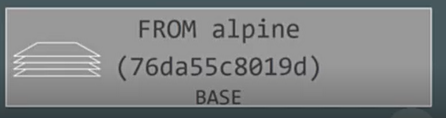 FROM alpine
(76da55c8019d)
BASE